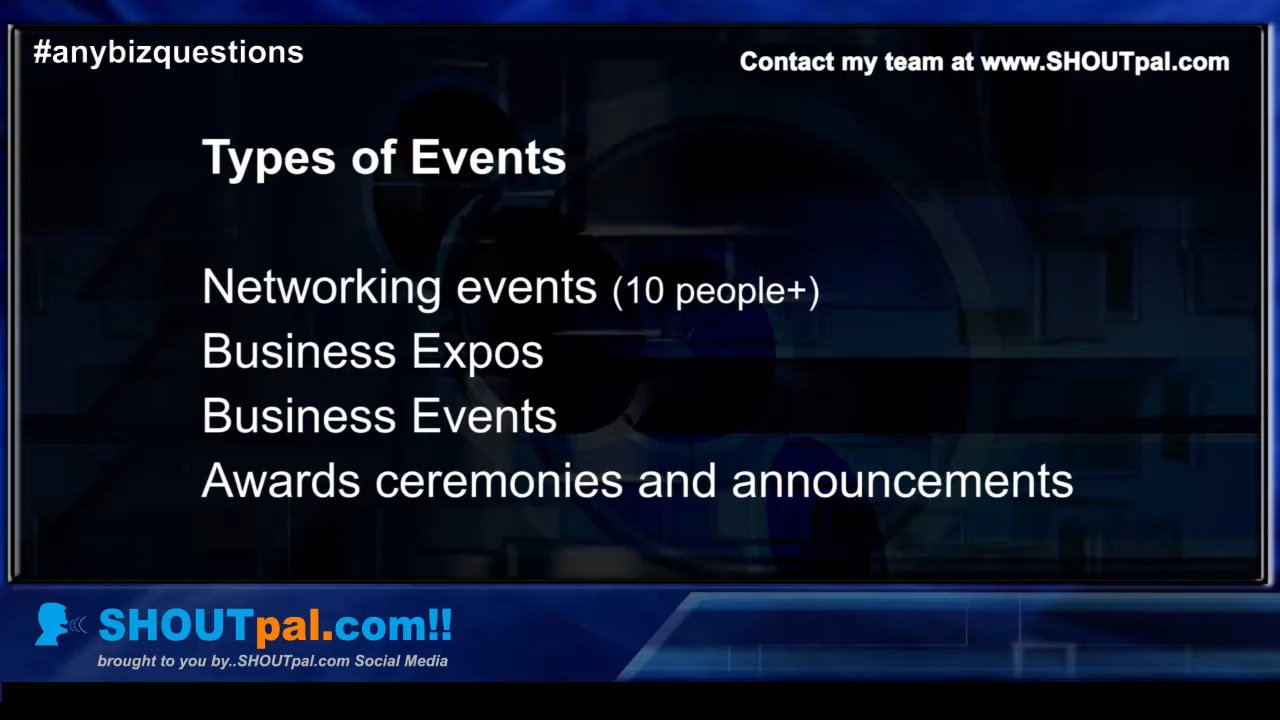 #anybizquestions
Contact my team at www.SHOUTpal.com
Types of Events
Networking events (10 people+)
Business Expos
Business Events
Awards ceremonies and announcements
SHOUTpal.com!!
brought to you by..SHOUTpal.com Social Media